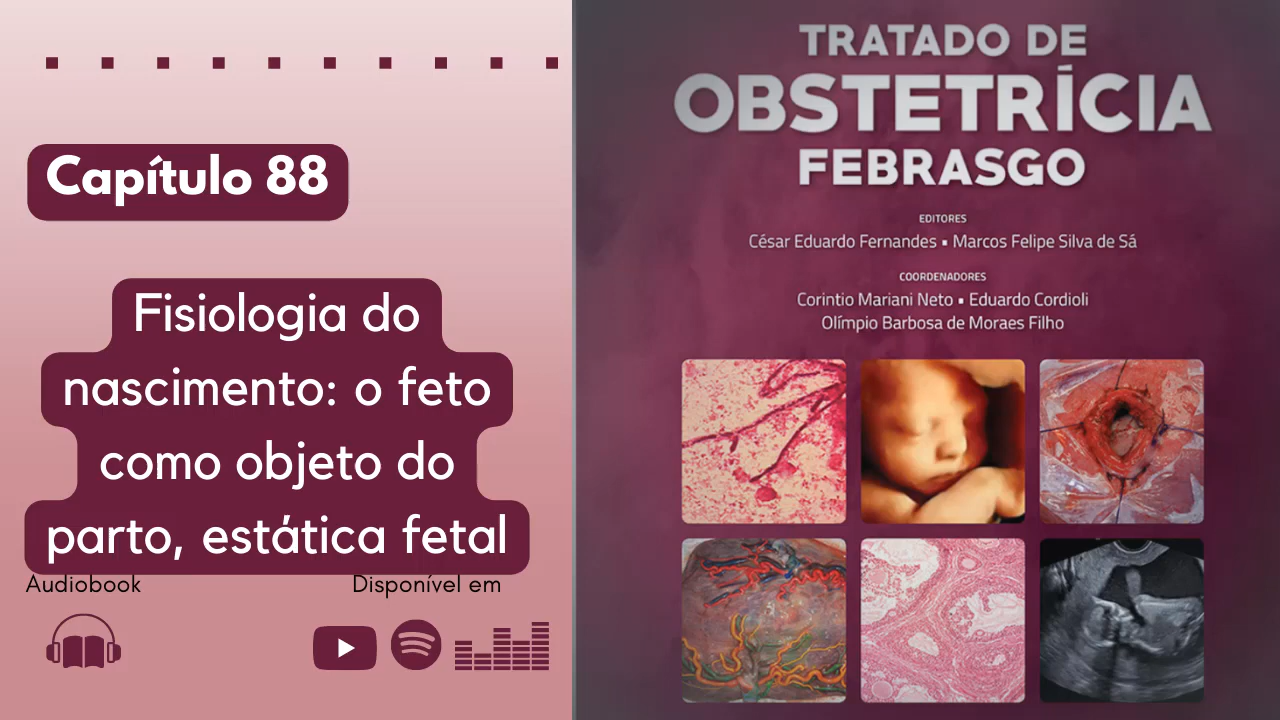 Capítulo 88
Fisiologia do
nascimento: o feto
como objeto do
parto, estática fetal
Audiobook
Disponível em
TRATADO DE
OBSTETRÍCIA
FEBRASGO
EDITORES
César Eduardo Fernandes ▪ Marcos Felipe Silva de Sá
COORDENADORES
Corintio Mariani Neto ▪ Eduardo Cordioli
Olímpio Barbosa de Moraes Filho